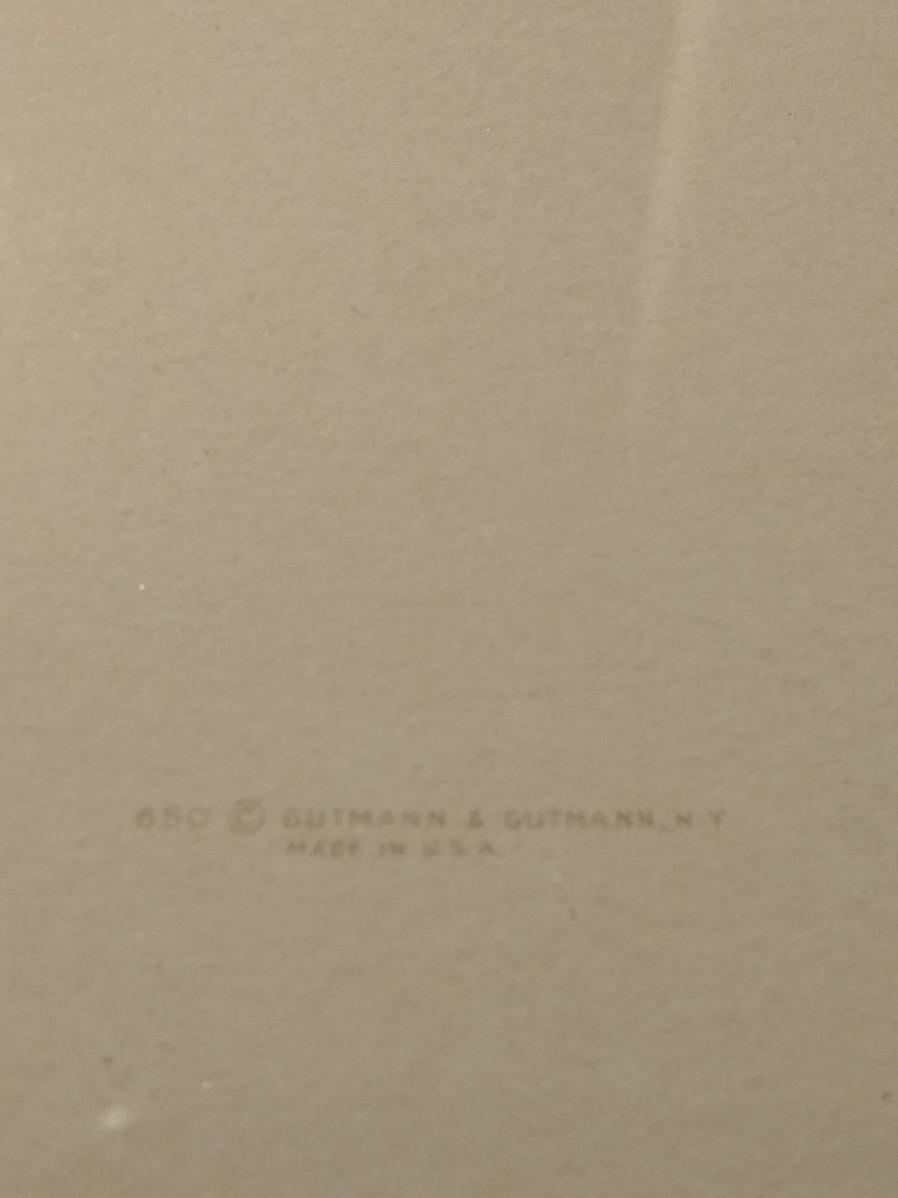 650 © GUTMANN & GUTMANN, N.Y
MADE IN U.S.A.